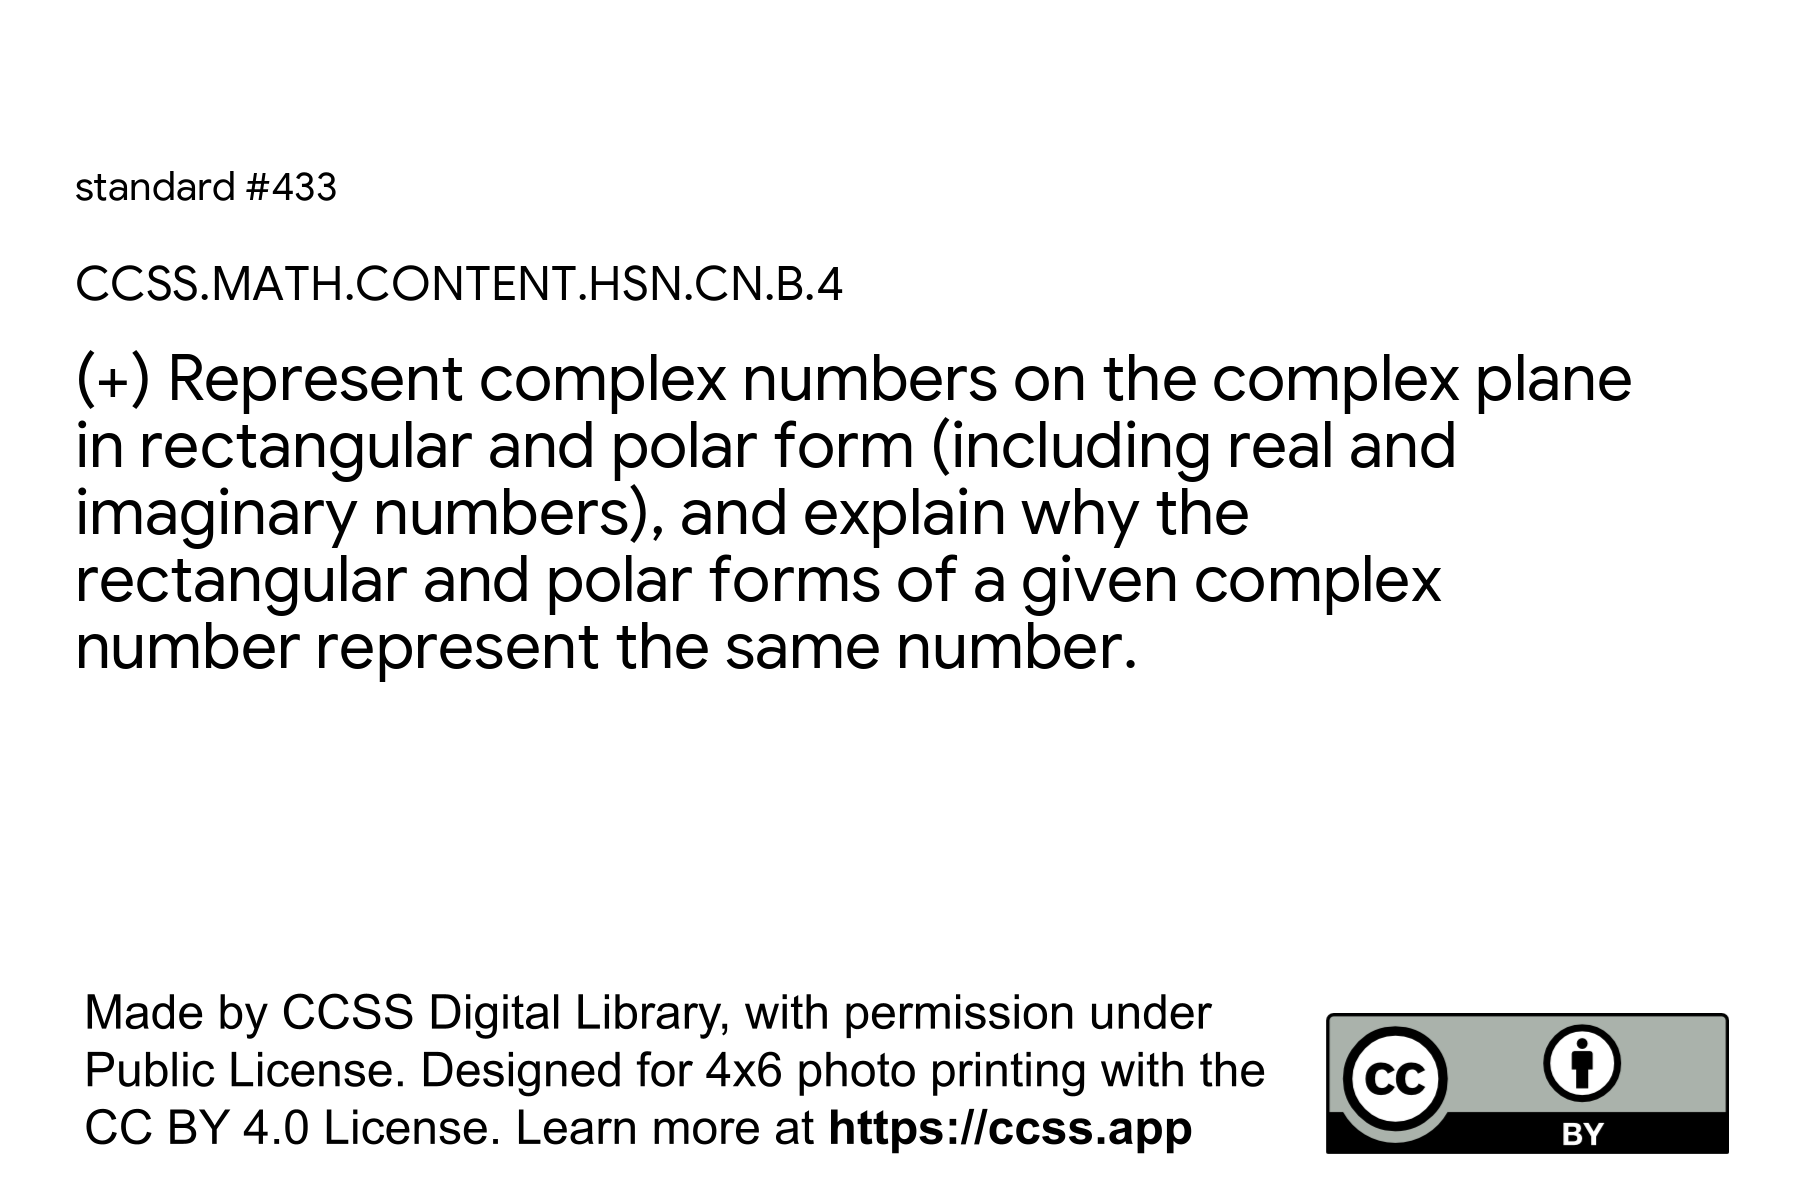 standard #433
CCSS.MATH.CONTENT.HSN.CN.B.4
(+) Represent complex numbers on the complex plane
in rectangular and polar form (including real and
imaginary numbers), and explain why the
rectangular and polar forms of a given complex
number represent the same number.
Made by CCSS Digital Library, with permission under
Public License. Designed for 4x6 photo printing with the
CC BY 4.0 License. Learn more at https://ccss.app
cc
BY